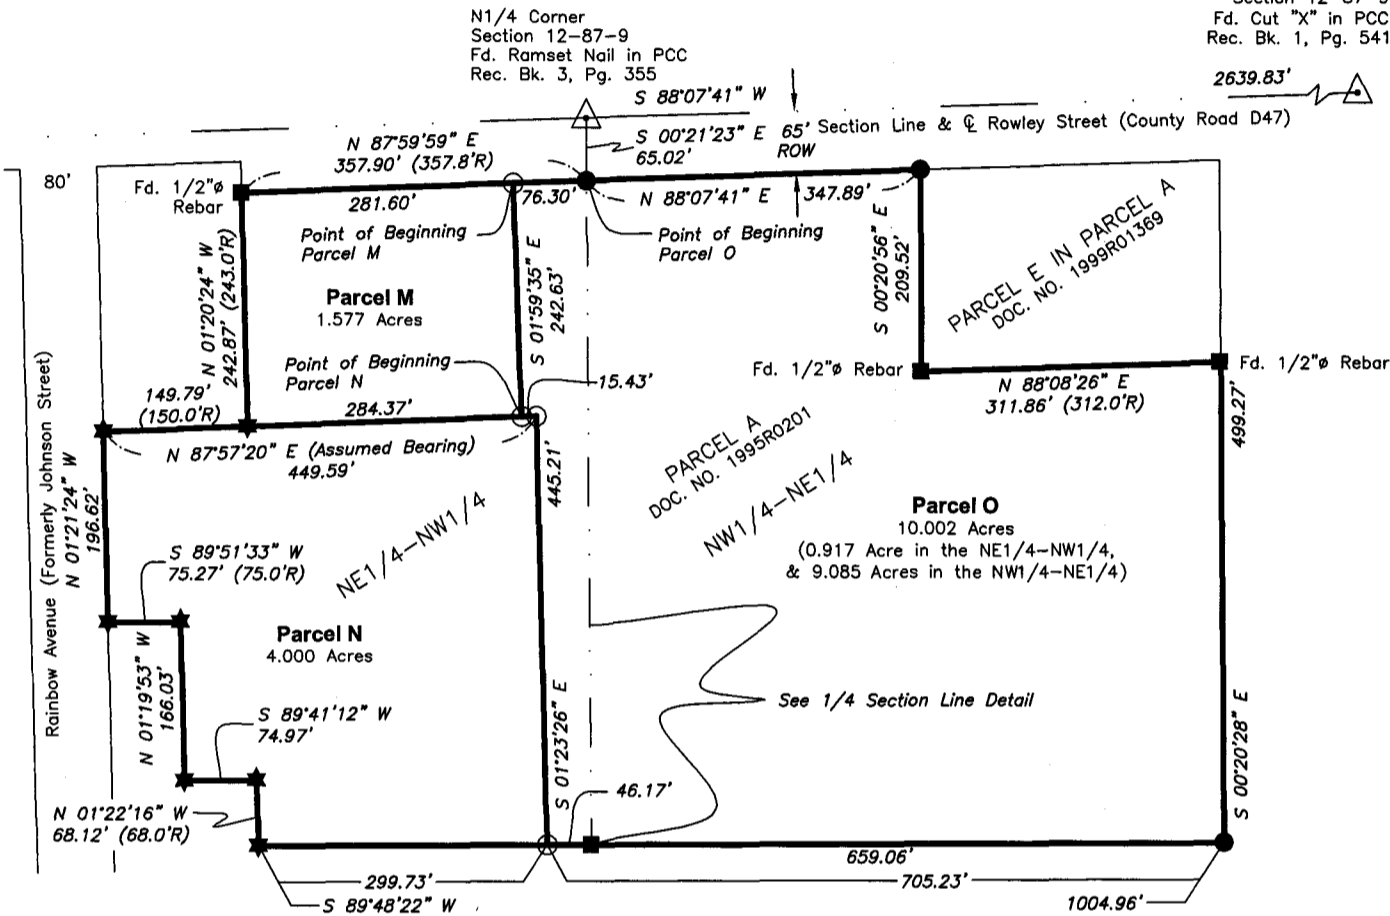 N1/4 Corner
Section 12-87-9
Fd. Ramset Nail in PCC
Rec. Bk. 3, Pg. 355
Fd. Cut "X" in PCC
Rec. Bk. 1, Pg. 541
2639.83'
S 88°07'41" W
S 00°21'23" E
65.02'
65'
ROW
Section Line & ℄ Rowley Street (County Road D47)
N 87°59'59" E
357.90' (357.8'R)
80'
Fd. 1/2"ø
Rebar
281.60'
76.30'
N 88°07'41" E
347.89'
Point of Beginning
Parcel M
Point of Beginning
Parcel O
N 01°20'24" W
242.87' (243.0'R)
S 01°59'35" E
242.63'
S 00°20'56" E
209.52'
PARCEL E IN PARCEL A
DOC. NO. 1999R01369
Parcel M
1.577 Acres
Point of Beginning
Parcel N
15.43'
Fd. 1/2"ø Rebar
Fd. 1/2"ø Rebar
N 88°08'26" E
311.86' (312.0'R)
149.79'
(150.0'R)
284.37'
N 87°57'20" E (Assumed Bearing)
449.59'
Rainbow Avenue (Formerly Johnson Street)
N 01°21'24" W
196.62'
445.21'
499.27'
PARCEL A
DOC. NO. 1995R0201
NW1/4-NE1/4
NE1/4-NW1/4
Parcel O
10.002 Acres
(0.917 Acre in the NE1/4-NW1/4,
& 9.085 Acres in the NW1/4-NE1/4)
S 89°51'33" W
75.27' (75.0'R)
Parcel N
4.000 Acres
N 01°19'53" W
166.03'
S 89°41'12" W
74.97'
See 1/4 Section Line Detail
S 01°23'26" E
S 00°20'28" E
46.17'
N 01°22'16" W
68.12' (68.0'R)
659.06'
299.73'
705.23'
S 89°48'22" W
1004.96'